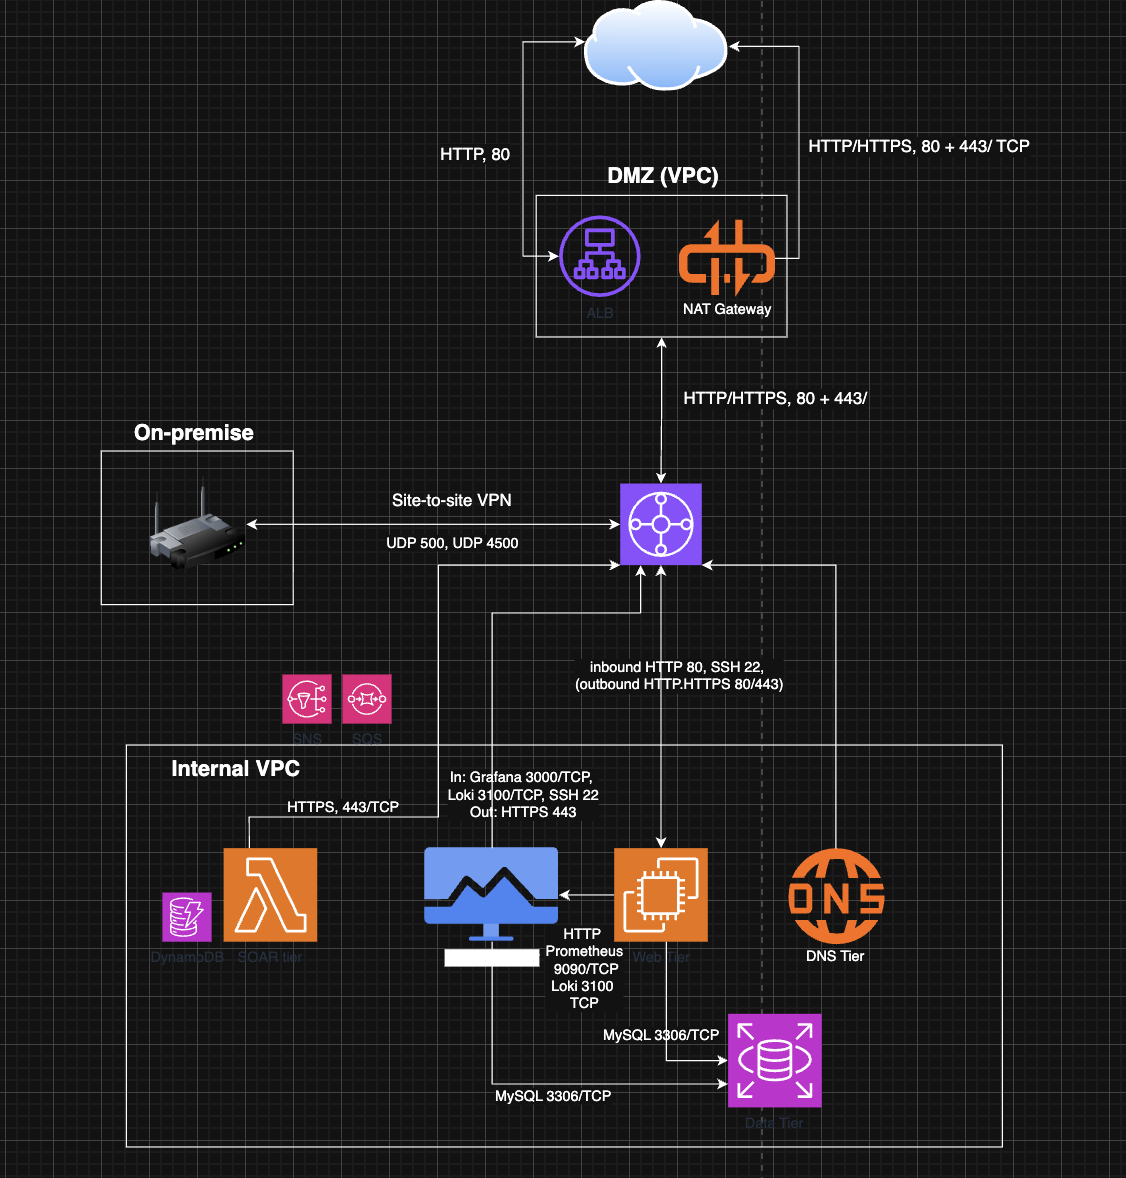 HTTP, 80
HTTP/HTTPS, 80 + 443/ TCP
DMZ (VPC)
ALB
NAT Gateway
HTTP/HTTPS, 80 + 443/
On-premise
Site-to-site VPN
UDP 500, UDP 4500
inbound HTTP 80, SSH 22,
(outbound HTTP.HTTPS 80/443)
SNS
SQS
Internal VPC
In: Grafana 3000/TCP,
Loki 3100/TCP, SSH 22
Out: HTTPS 443
HTTPS, 443/TCP
DNS
DynamoDB
SOAR tier
HTTP
Prometheus
9090/TCP
Loki 3100
TCP
Web Tier
DNS Tier
MySQL 3306/TCP
MySQL 3306/TCP
Data Tier